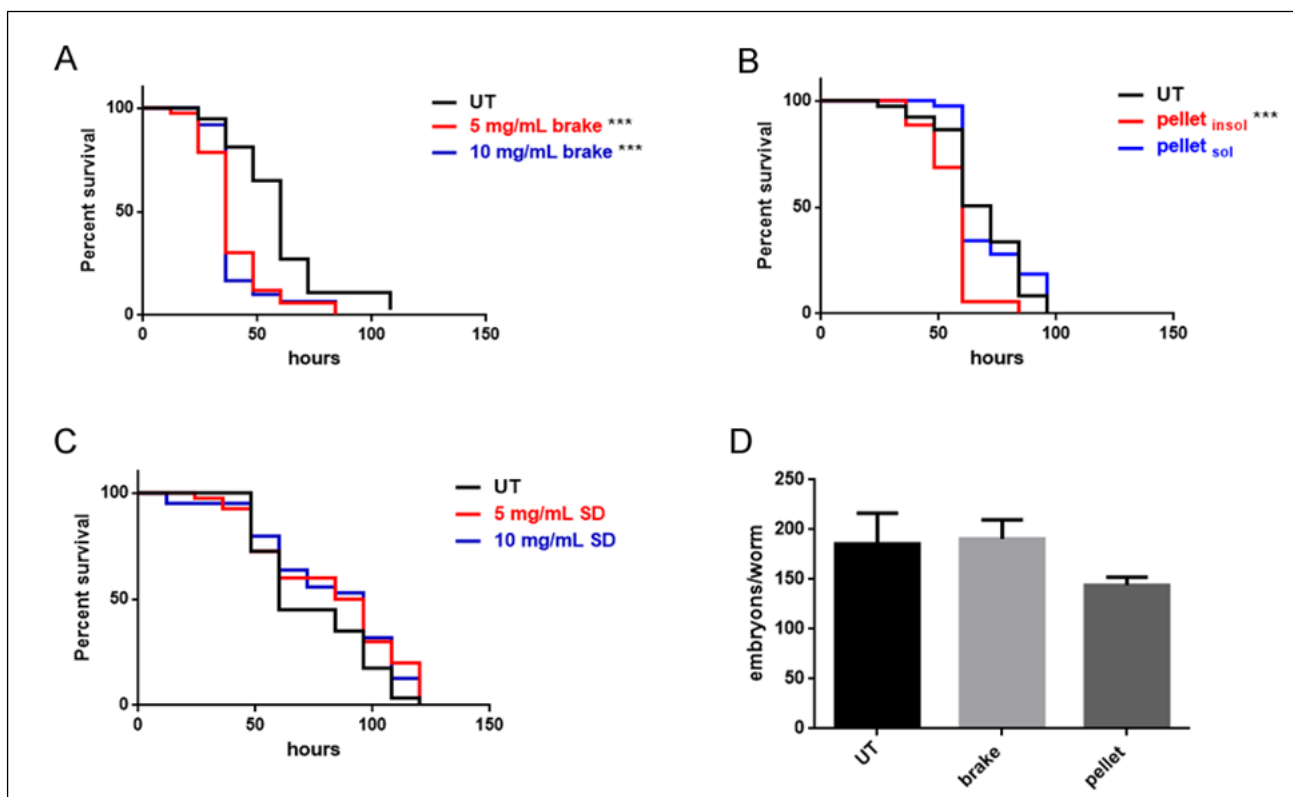 A
UT
5 mg/mL brake ***
10 mg/mL brake ***
Percent survival
100
50
0
0 50 100 150
hours
B
UT
pellet insol ***
pellet sol
Percent survival
100
50
0
0 50 100 150
hours
C
UT
5 mg/mL SD
10 mg/mL SD
Percent survival
100
50
0
0 50 100 150
hours
D
embryons/worm
250
200
150
100
50
0
UT brake pellet